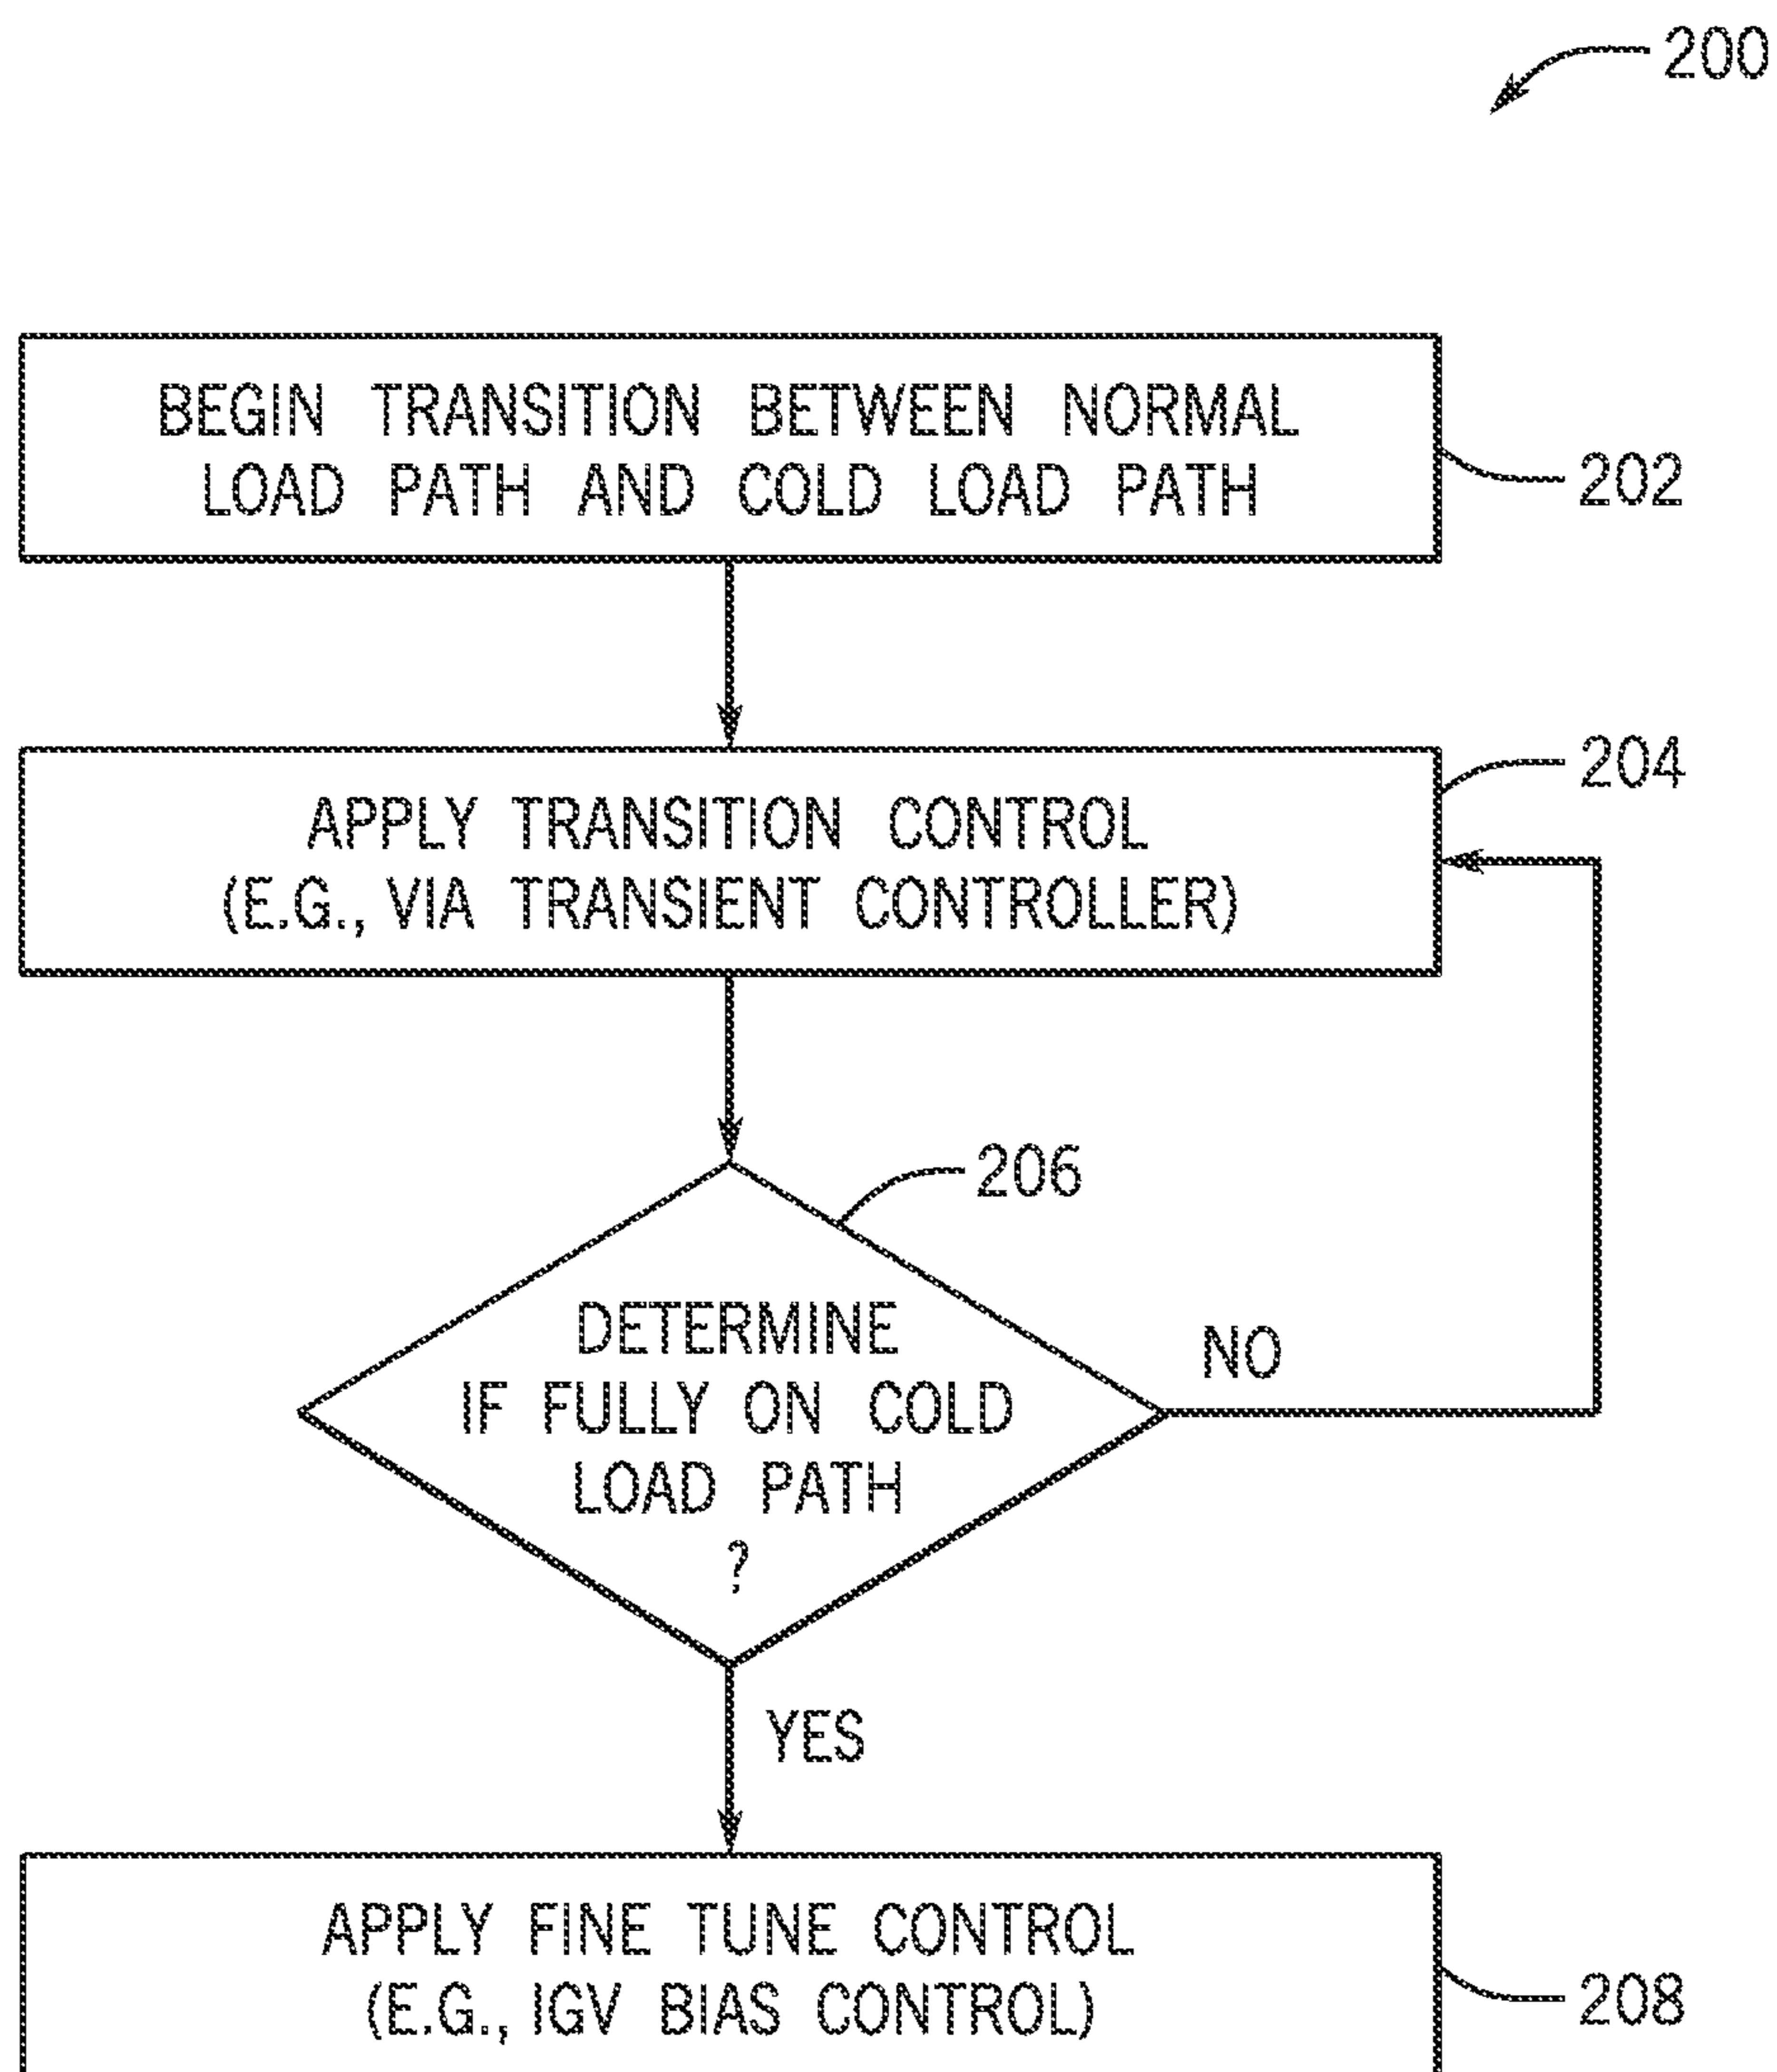 200
BEGIN TRANSITION BETWEEN NORMAL
LOAD PATH AND COLD LOAD PATH
202
204
APPLY TRANSITION CONTROL
(E.G., VIA TRANSIENT CONTROLLER)
206
DETERMINE
IF FULLY ON COLD
LOAD PATH
?
NO
YES
APPLY FINE TUNE CONTROL
(E.G., IGV BIAS CONTROL)
208